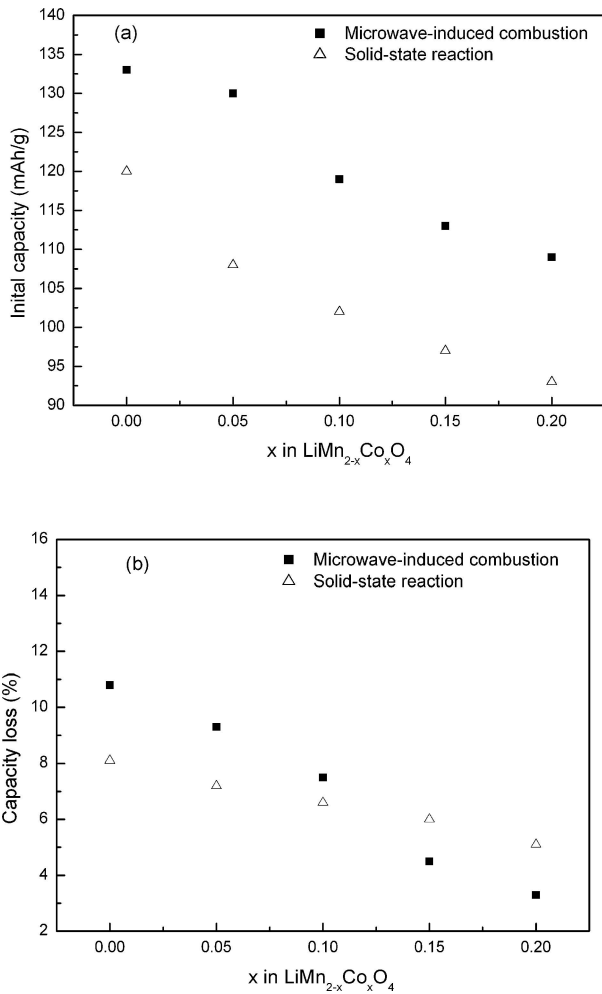 (a)
Microwave-induced combustion
Solid-state reaction
140
135
130
125
120
115
110
105
100
95
90
Inital capacity (mAh/g)
0.00 0.05 0.10 0.15 0.20
x in LiMn2-xCoxO4
(b)
Microwave-induced combustion
Solid-state reaction
16
14
12
10
8
6
4
2
Capacity loss (%)
0.00 0.05 0.10 0.15 0.20
x in LiMn2-xCoxO4